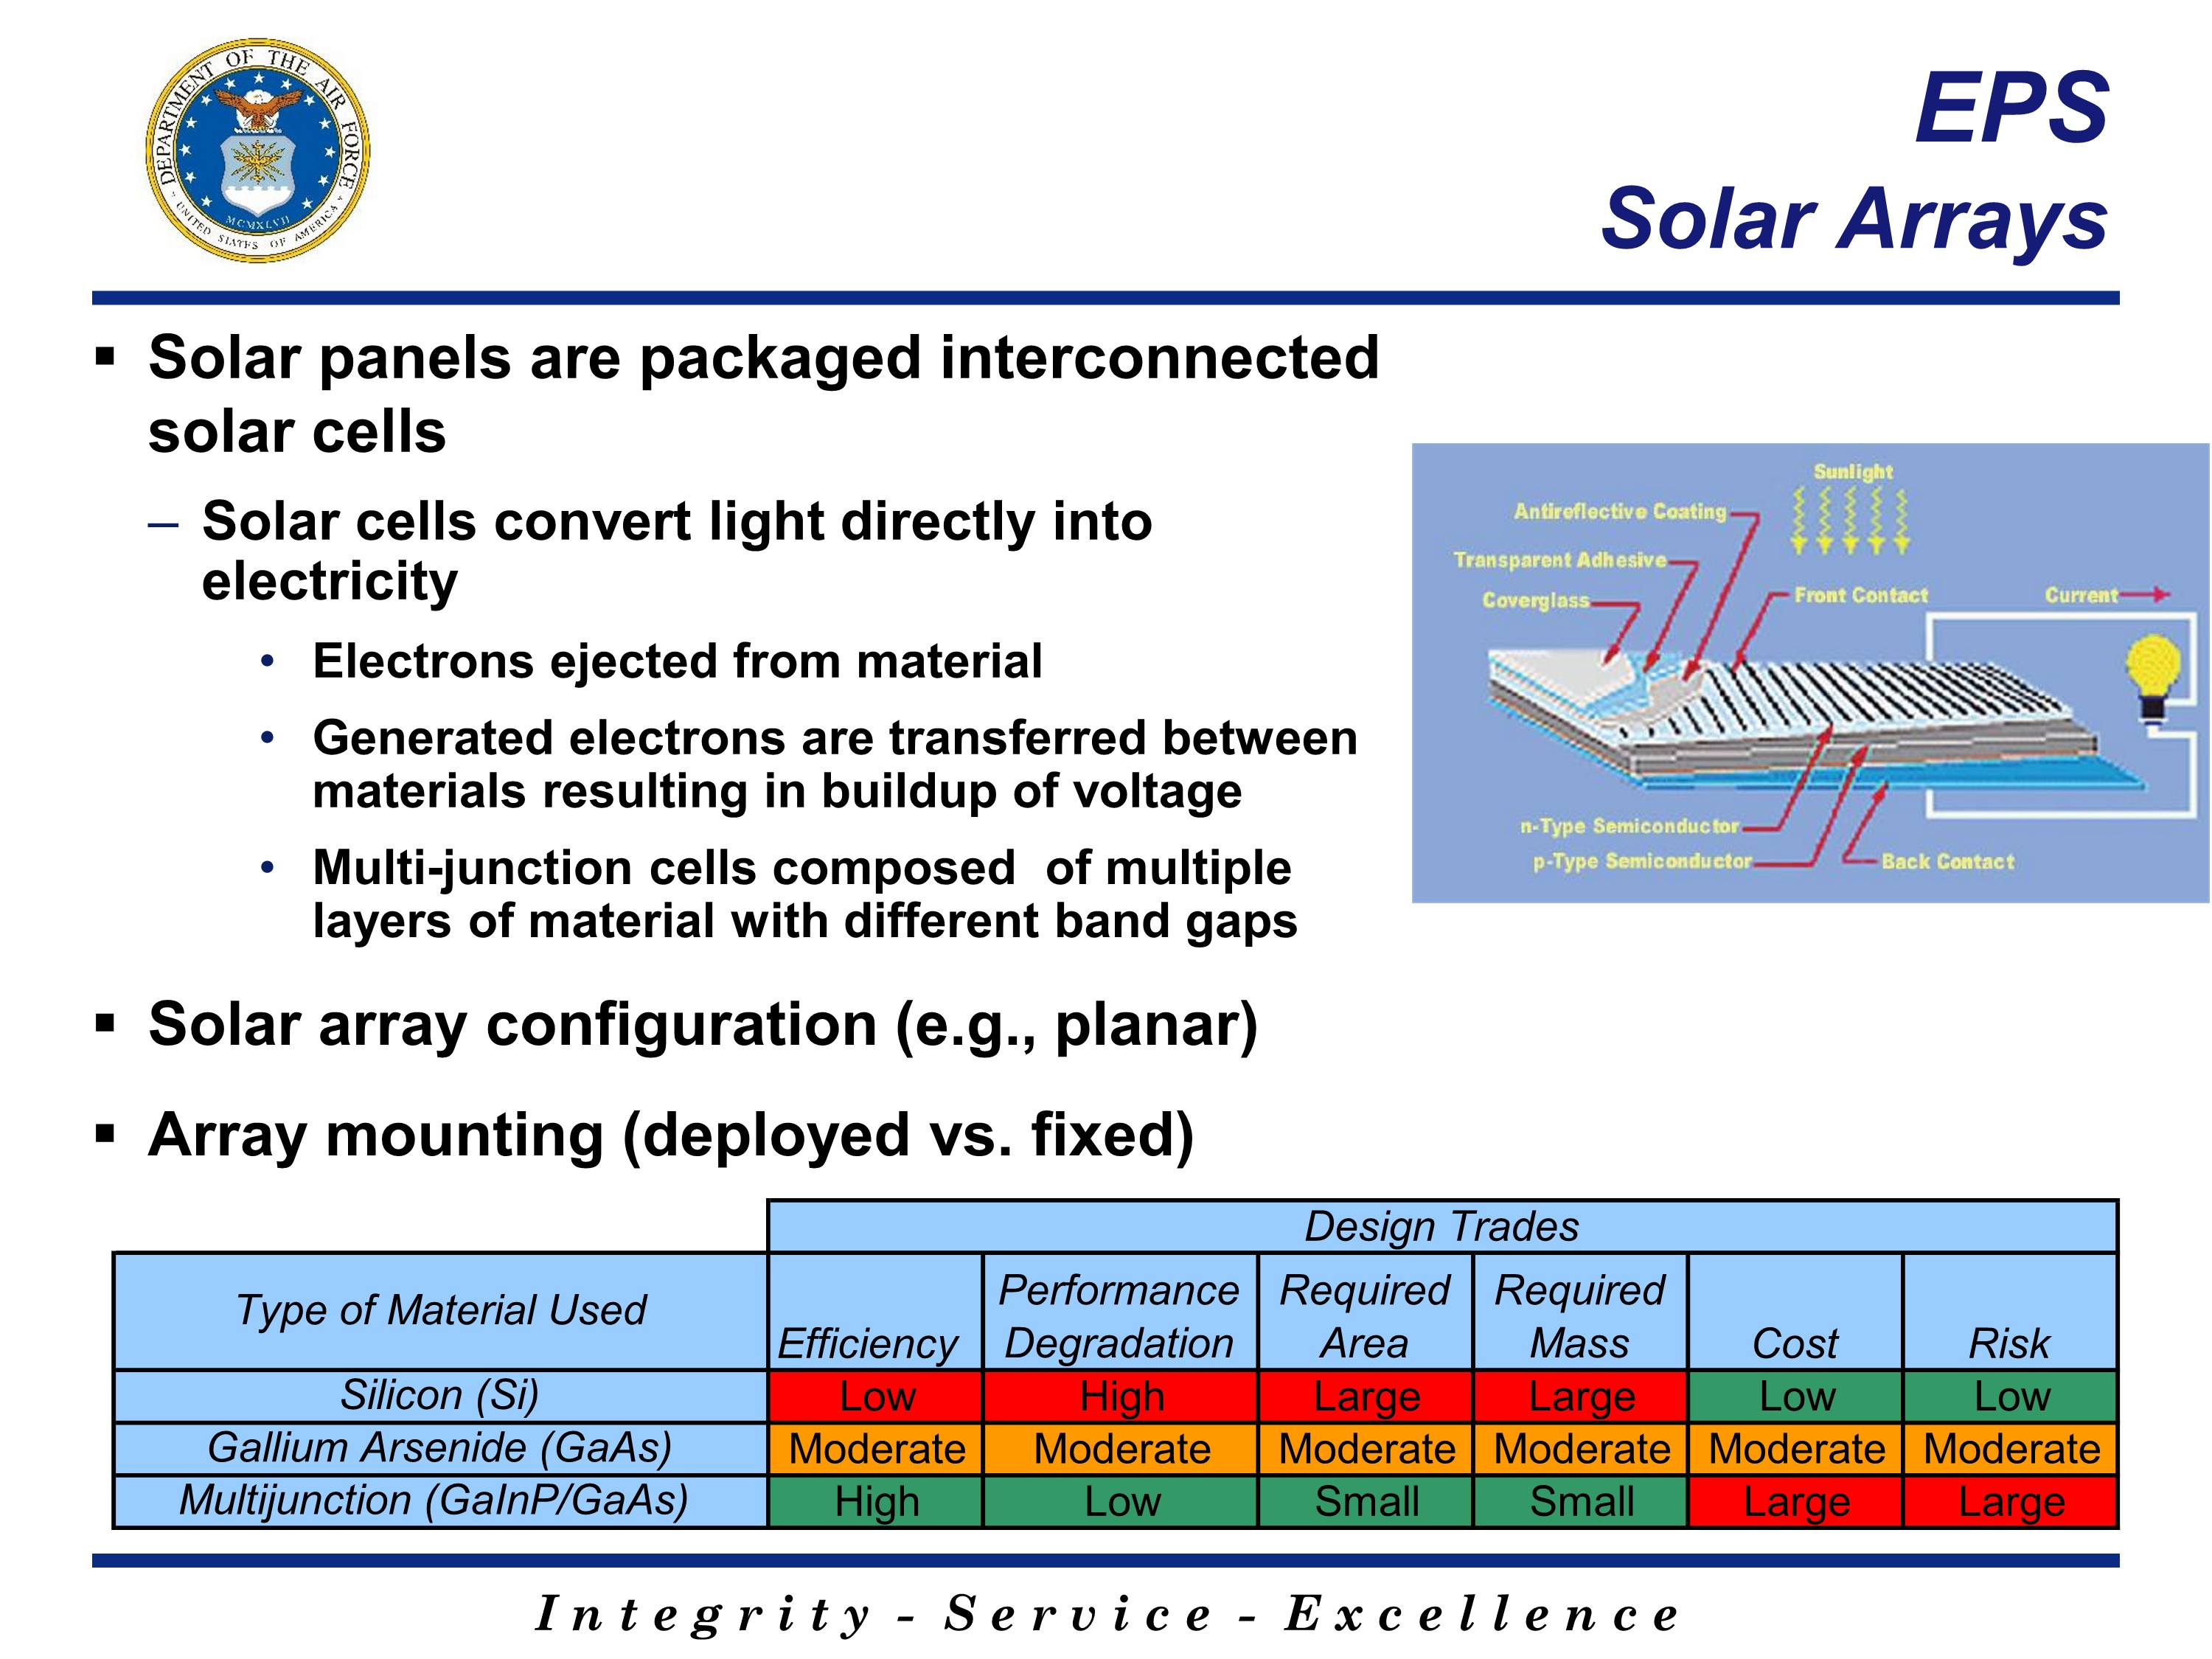 DEPARTMENT OF THE AIR FORCE
UNITED STATES OF AMERICA
MCMXLVII
EPS
Solar Arrays
▪ Solar panels are packaged interconnected
solar cells
– Solar cells convert light directly into
electricity
• Electrons ejected from material
• Generated electrons are transferred between
materials resulting in buildup of voltage
• Multi-junction cells composed  of multiple
layers of material with different band gaps
Sunlight
Antireflective Coating
Transparent Adhesive
Coverglass
Front Contact
Current
n-Type Semiconductor
p-Type Semiconductor
Back Contact
▪ Solar array configuration (e.g., planar)
▪ Array mounting (deployed vs. fixed)
Design Trades
Type of Material Used Efficiency Performance Degradation Required Area Required Mass Cost Risk
Silicon (Si) Low High Large Large Low Low
Gallium Arsenide (GaAs) Moderate Moderate Moderate Moderate Moderate Moderate
Multijunction (GaInP/GaAs) High Low Small Small Large Large
Integrity - Service - Excellence